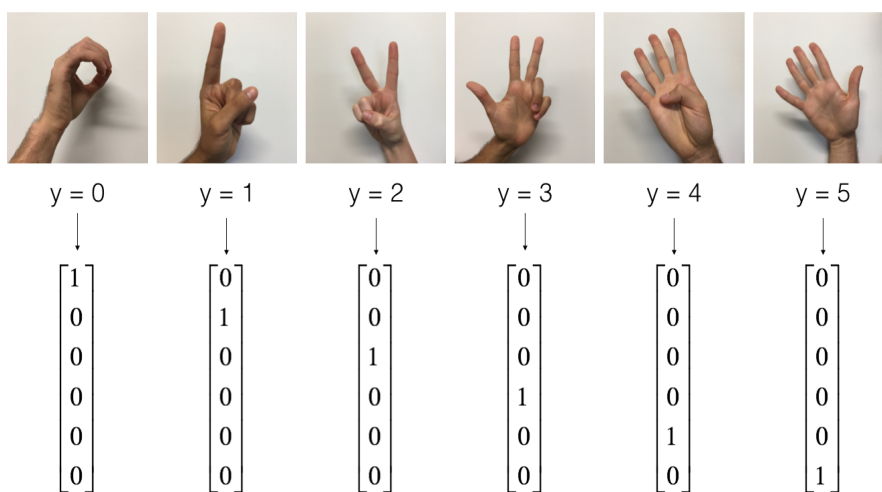 y = 0 y = 1 y = 2 y = 3 y = 4 y = 5
1 0 0 0 0 0
0 1 0 0 0 0
0 0 1 0 0 0
0 0 0 1 0 0
0 0 0 0 1 0
0 0 0 0 0 1